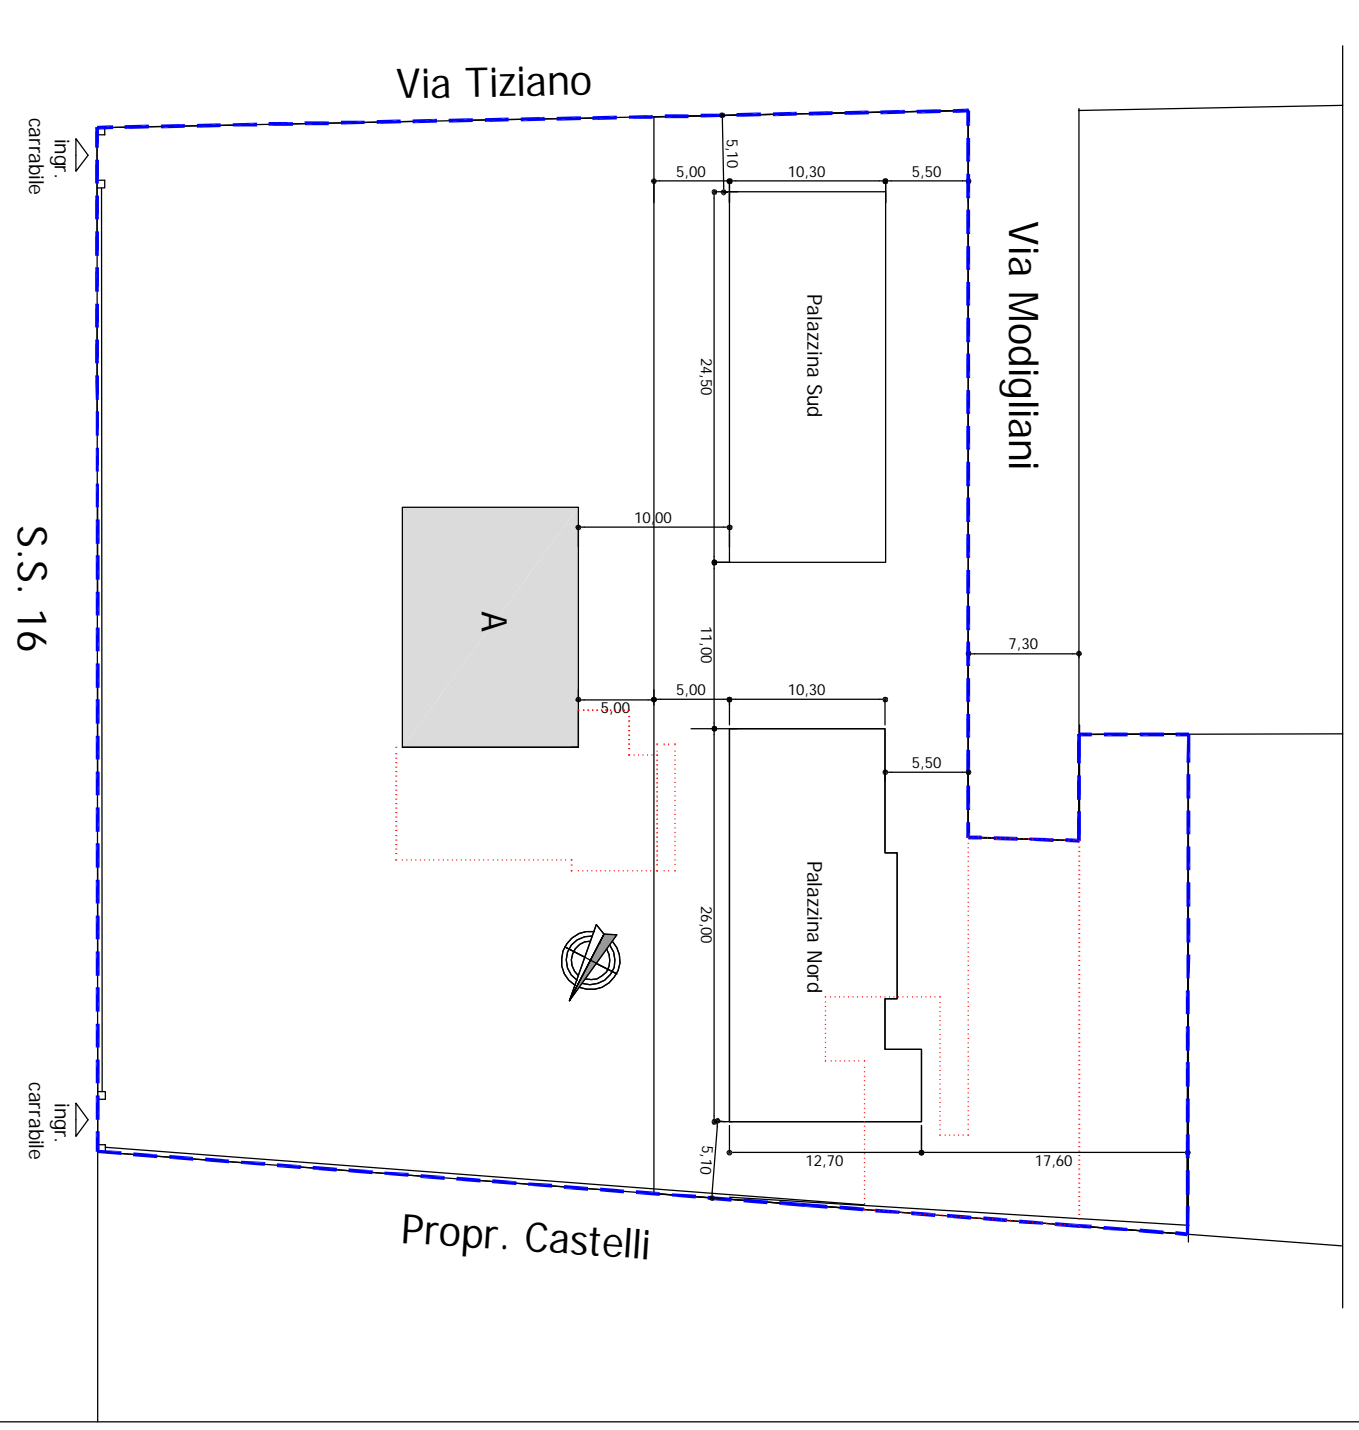 Via Tiziano
ingr.
carrabile
5,10
5,00
10,30
5,50
Via Modigliani
Palazzina Sud
24,50
10,00
S.S. 16
A
11,00
7,30
5,00
10,30
5,00
5,50
Palazzina Nord
26,00
ingr.
carrabile
5,10
12,70
17,60
Propr. Castelli